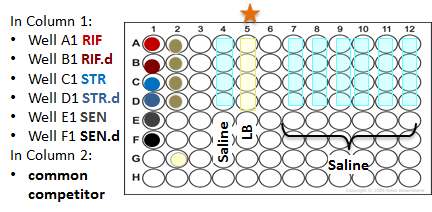 In Column 1:
• Well A1 RIF
• Well B1 RIF.d
• Well C1 STR
• Well D1 STR.d
• Well E1 SEN
• Well F1 SEN.d
In Column 2:
• common
competitor
1 2 3 4 5 6 7 8 9 10 11 12
A
B
C
D
E
F
G
H
Saline
LB
Saline